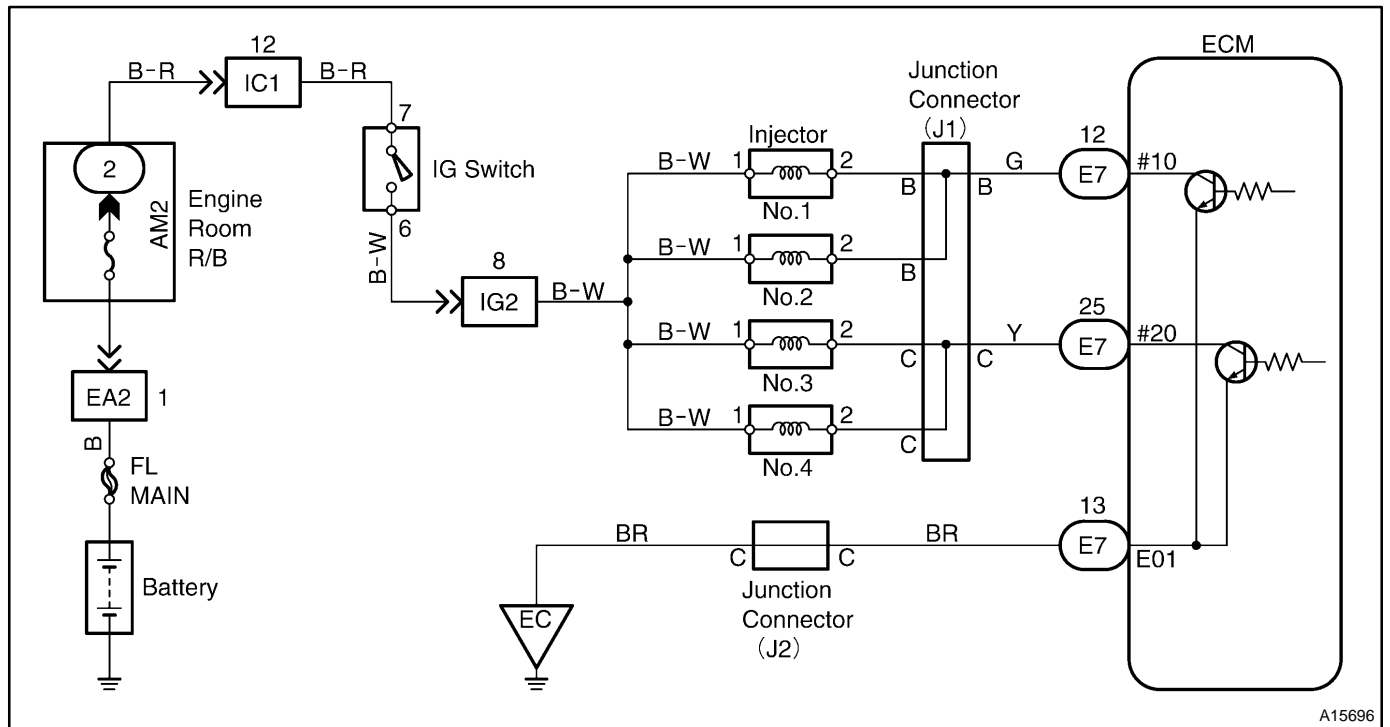 ECM
12
B-R
IC1
B-R
7
IG Switch
6
B-W
8
IG2
B-W
2
AM2
Engine
Room
R/B
EA2
1
B
FL
MAIN
Battery
Injector
B-W
1
2
No.1
B-W
1
2
No.2
B-W
1
2
No.3
B-W
1
2
No.4
Junction
Connector
(J1)
B
B
B
C
C
C
G
12
E7
#10
Y
25
E7
#20
BR
C
C
BR
13
E7
E01
Junction
Connector
(J2)
EC
A15696